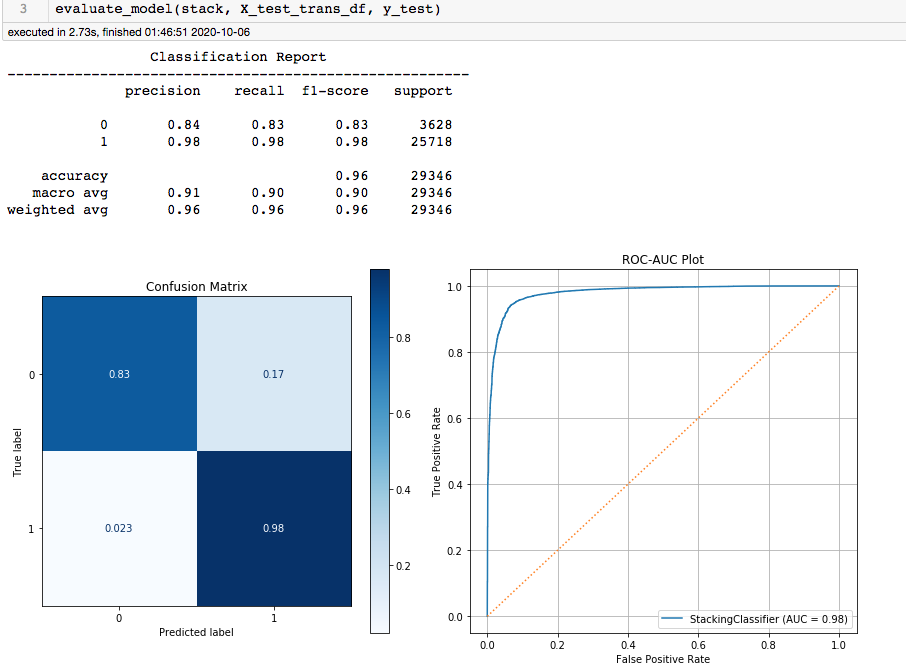 3 evaluate_model(stack, X_test_trans_df, y_test)
executed in 2.73s, finished 01:46:51 2020-10-06
Classification Report
-------------------------------------------------------
precision recall f1-score support
0 0.84 0.83 0.83 3628
1 0.98 0.98 0.98 25718
accuracy 0.96 29346
macro avg 0.91 0.90 0.90 29346
weighted avg 0.96 0.96 0.96 29346
Confusion Matrix
True label
0
1
0.83 0.17
0.023 0.98
0 1
Predicted label
0.8
0.6
0.4
0.2
ROC-AUC Plot
True Positive Rate
1.0
0.8
0.6
0.4
0.2
0.0
StackingClassifier (AUC = 0.98)
0.0 0.2 0.4 0.6 0.8 1.0
False Positive Rate